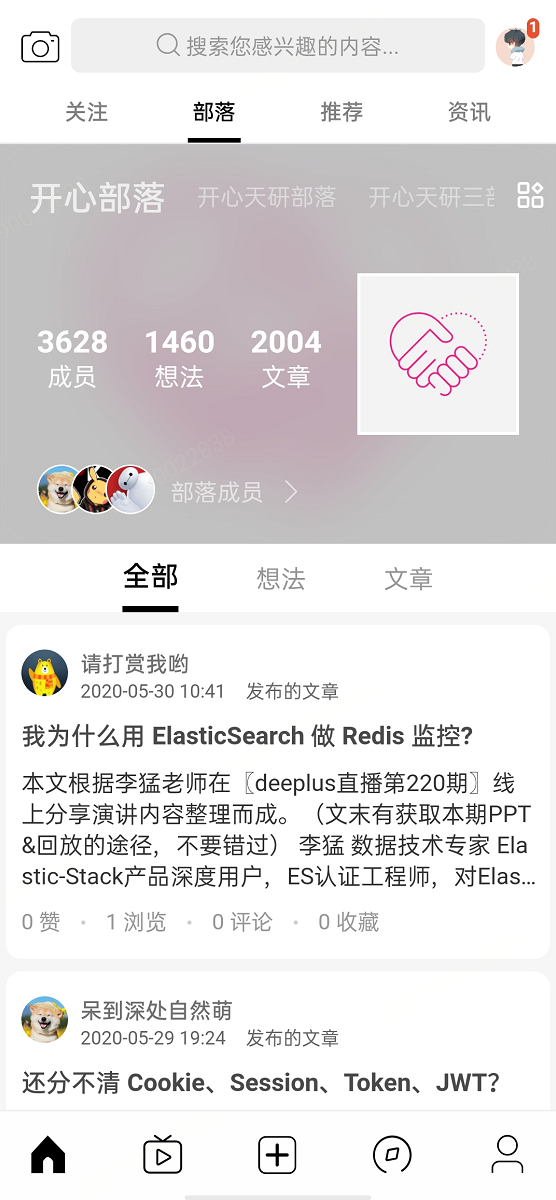 搜索您感兴趣的内容...
1
关注
部落
推荐
资讯
开心部落
开心天研部落
开心天研三部
3628
1460
2004
成员
想法
文章
部落成员
全部
想法
文章
请打赏我哟
2020-05-30 10:41 发布的文章
我为什么用 ElasticSearch 做 Redis 监控?
本文根据李猛老师在〖deeplus直播第220期〗线
上分享演讲内容整理而成。（文末有获取本期PPT
&回放的途径，不要错过） 李猛 数据技术专家 Ela
stic-Stack产品深度用户，ES认证工程师，对Elas...
0 赞 · 1 浏览 · 0 评论 · 0 收藏
呆到深处自然萌
2020-05-29 19:24 发布的文章
还分不清 Cookie、Session、Token、JWT？